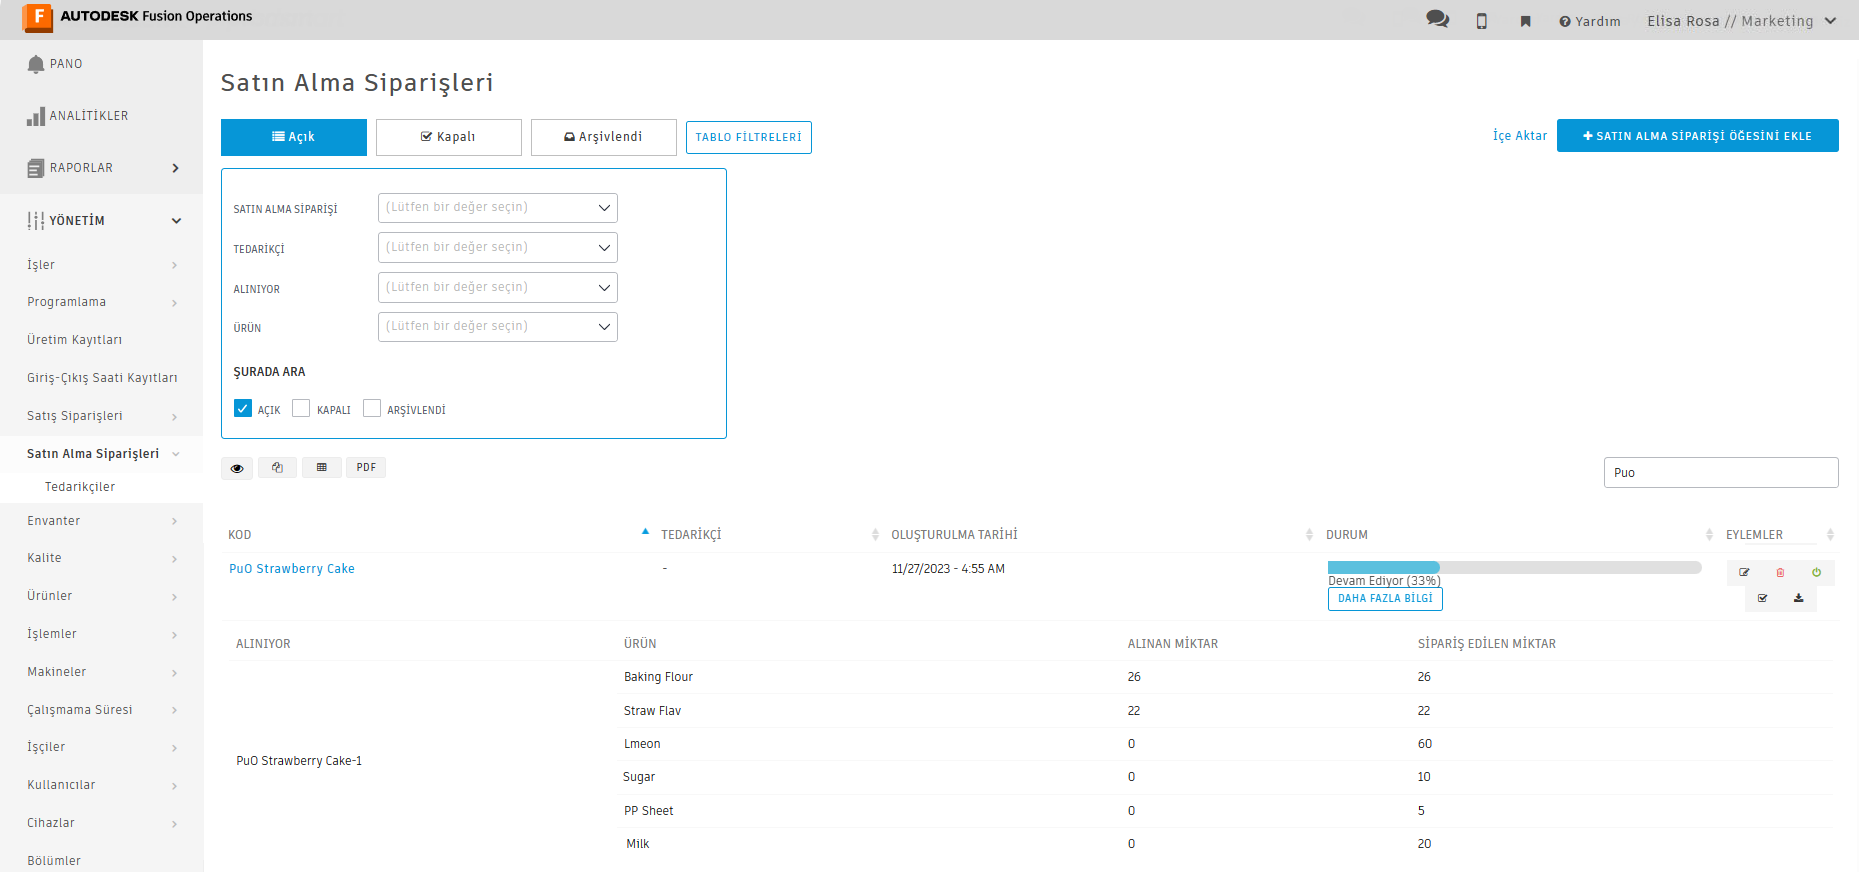 F AUTODESK Fusion Operations
Yardım
Elisa Rosa // Marketing
PANO
ANALİTİKLER
RAPORLAR
YÖNETİM
İşler
Programlama
Üretim Kayıtları
Giriş-Çıkış Saati Kayıtları
Satış Siparişleri
Satın Alma Siparişleri
Tedarikçiler
Envanter
Kalite
Ürünler
İşlemler
Makineler
Çalışmama Süresi
İşçiler
Kullanıcılar
Cihazlar
Bölümler
Satın Alma Siparişleri
Açık
Kapalı
Arşivlendi
TABLO FİLTRELERİ
İçe Aktar
+ SATIN ALMA SİPARİŞİ ÖĞESİNİ EKLE
SATIN ALMA SİPARİŞİ (Lütfen bir değer seçin)
TEDARİKÇİ (Lütfen bir değer seçin)
ALINIYOR (Lütfen bir değer seçin)
ÜRÜN (Lütfen bir değer seçin)
ŞURADA ARA
AÇIK KAPALI ARŞİVLENDİ
PDF
Puo
KOD TEDARİKÇİ OLUŞTURULMA TARİHİ DURUM EYLEMLER
PuO Strawberry Cake - 11/27/2023 - 4:55 AM
Devam Ediyor (33%)
DAHA FAZLA BİLGİ
ALINIYOR ÜRÜN ALINAN MİKTAR SİPARİŞ EDİLEN MİKTAR
Baking Flour 26 26
Straw Flav 22 22
Lmeon 0 60
PuO Strawberry Cake-1
Sugar 0 10
PP Sheet 0 5
Milk 0 20